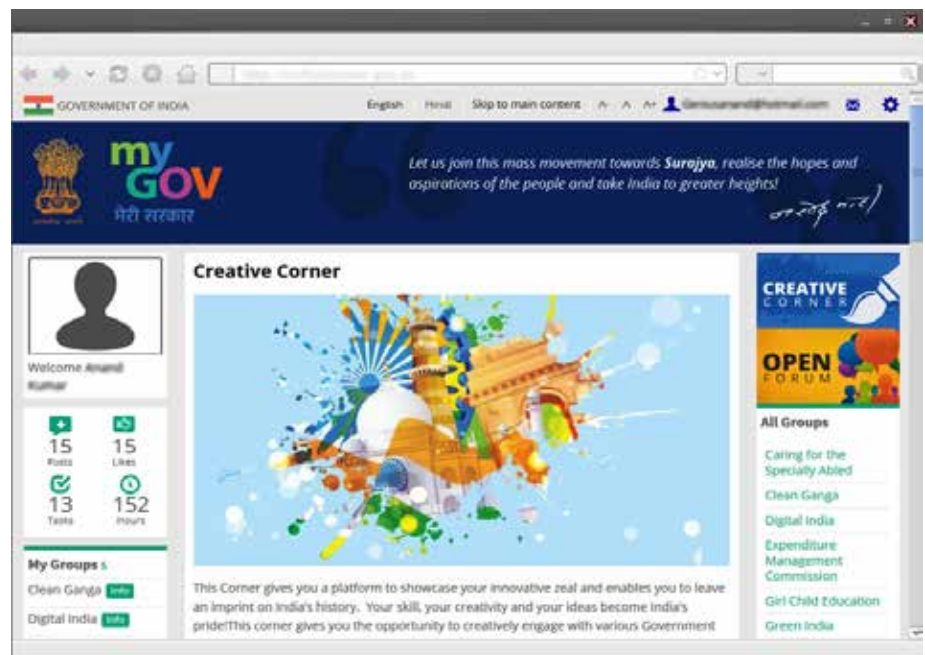 GOVERNMENT OF INDIA
English Hindi Skip to main content A- A A+
my
GOV
मेरी सरकार
Let us join this mass movement towards Surajya, realise the hopes and
aspirations of the people and take India to greater heights!
Welcome
15
Posts
15
Likes
13
Tasks
152
Hours
My Groups 5
Clean Ganga Info
Digital India Info
Creative Corner
This Corner gives you a platform to showcase your innovative zeal and enables you to leave
an imprint on India's history. Your skill, your creativity and your ideas become India's
pride!This corner gives you the opportunity to creatively engage with various Government
CREATIVE
CORNER
OPEN
FORUM
All Groups
Caring for the
Specially Abled
Clean Ganga
Digital India
Expenditure
Management
Commission
Girl Child Education
Green India